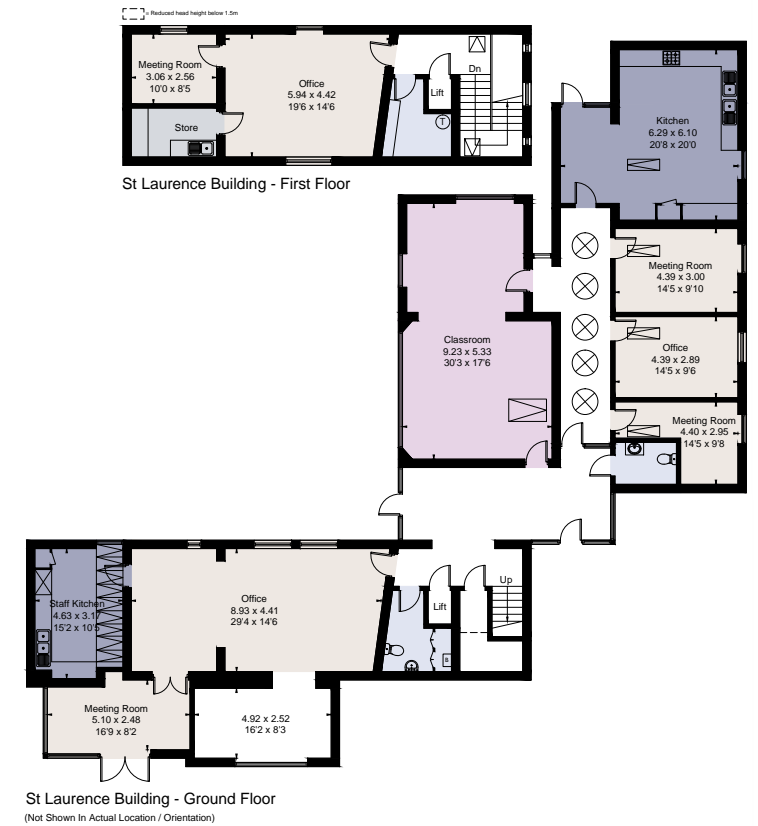 = Reduced head height below 1.5m
Meeting Room
3.06 x 2.56
10'0 x 8'5
Office
5.94 x 4.42
19'6 x 14'6
Store
Lift
Dn
T
St Laurence Building - First Floor
Kitchen
6.29 x 6.10
20'8 x 20'0
Meeting Room
4.39 x 3.00
14'5 x 9'10
Classroom
9.23 x 5.33
30'3 x 17'6
Office
4.39 x 2.89
14'5 x 9'6
Meeting Room
4.40 x 2.95
14'5 x 9'8
Staff Kitchen
4.63 x 3.17
15'2 x 10'5
Office
8.93 x 4.41
29'4 x 14'6
Lift
Up
B
Meeting Room
5.10 x 2.48
16'9 x 8'2
4.92 x 2.52
16'2 x 8'3
St Laurence Building - Ground Floor
(Not Shown In Actual Location / Orientation)